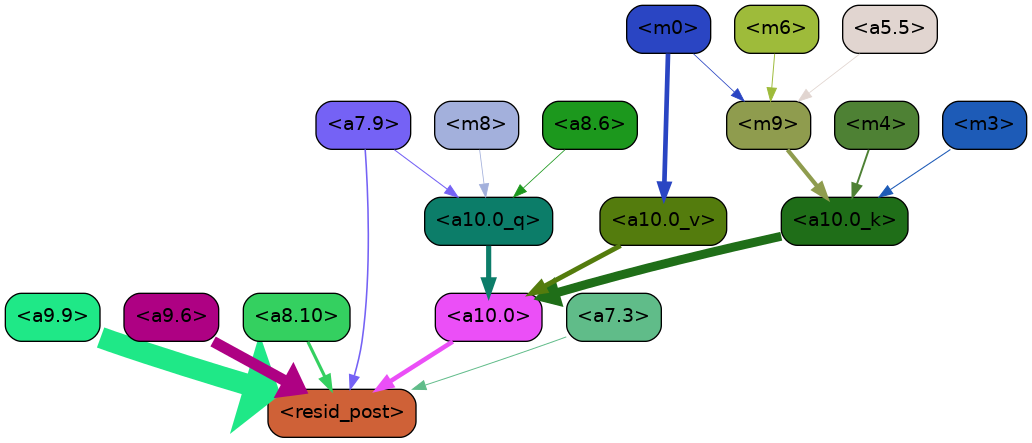 <m0>
<m6>
<a5.5>
<a7.9>
<m8>
<a8.6>
<m9>
<m4>
<m3>
<a10.0_q>
<a10.0_v>
<a10.0_k>
<a9.9>
<a9.6>
<a8.10>
<a10.0>
<a7.3>
<resid_post>